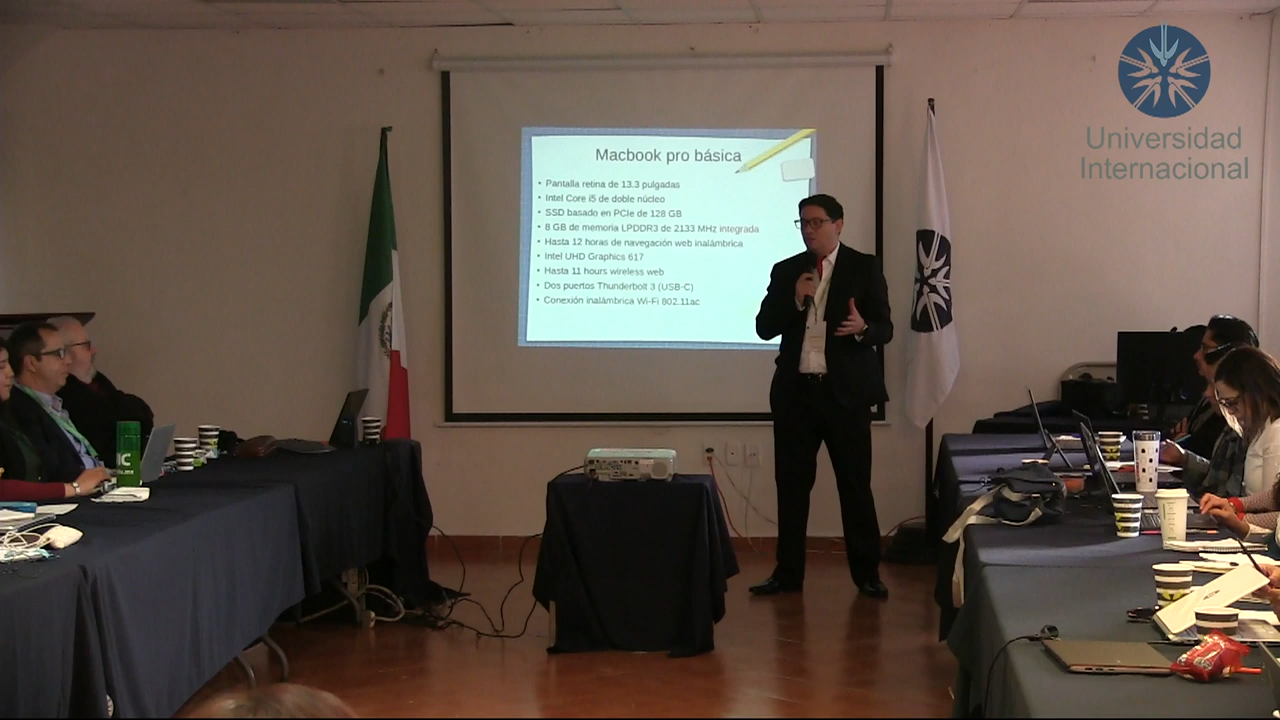 Universidad
Internacional
Macbook pro básica
• Pantalla retina de 13.3 pulgadas
• Intel Core i5 de doble núcleo
• SSD basado en PCIe de 128 GB
• 8 GB de memoria LPDDR3 de 2133 MHz integrada
• Hasta 12 horas de navegación web inalámbrica
• Intel UHD Graphics 617
• Hasta 11 hours wireless web
• Dos puertos Thunderbolt 3 (USB-C)
• Conexión inalámbrica Wi-Fi 802.11ac